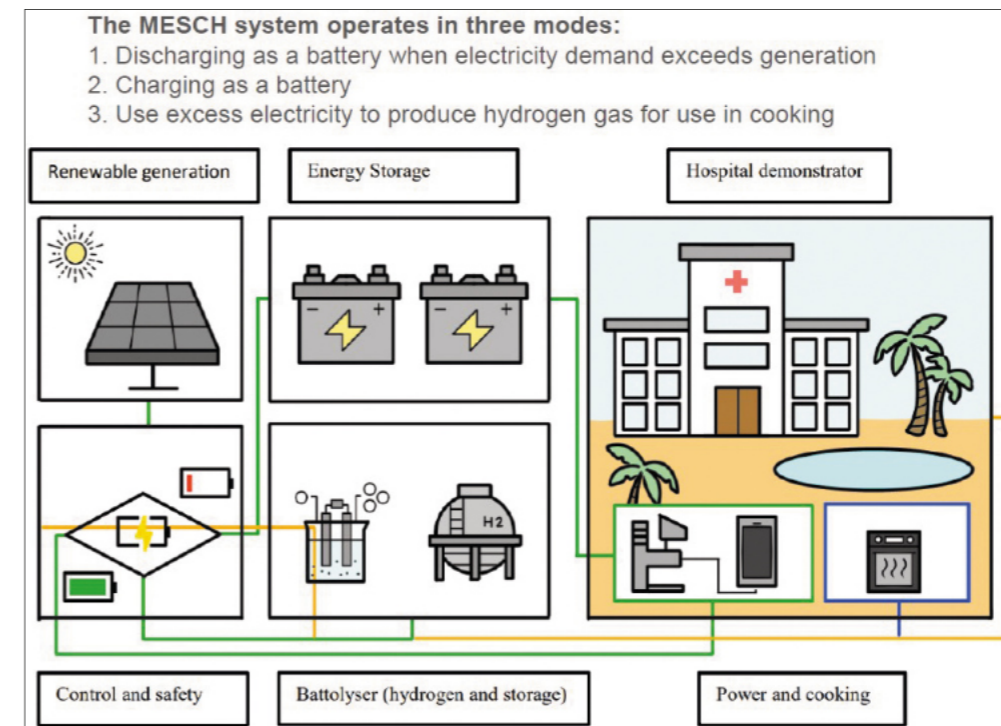 The MESCH system operates in three modes:
1. Discharging as a battery when electricity demand exceeds generation
2. Charging as a battery
3. Use excess electricity to produce hydrogen gas for use in cooking
Renewable generation
Energy Storage
Hospital demonstrator
- +
- +
H2
Control and safety
Battolyser (hydrogen and storage)
Power and cooking